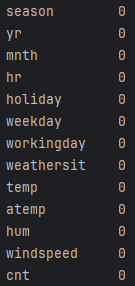 season 0
yr 0
mnth 0
hr 0
holiday 0
weekday 0
workingday 0
weathersit 0
temp 0
atemp 0
hum 0
windspeed 0
cnt 0